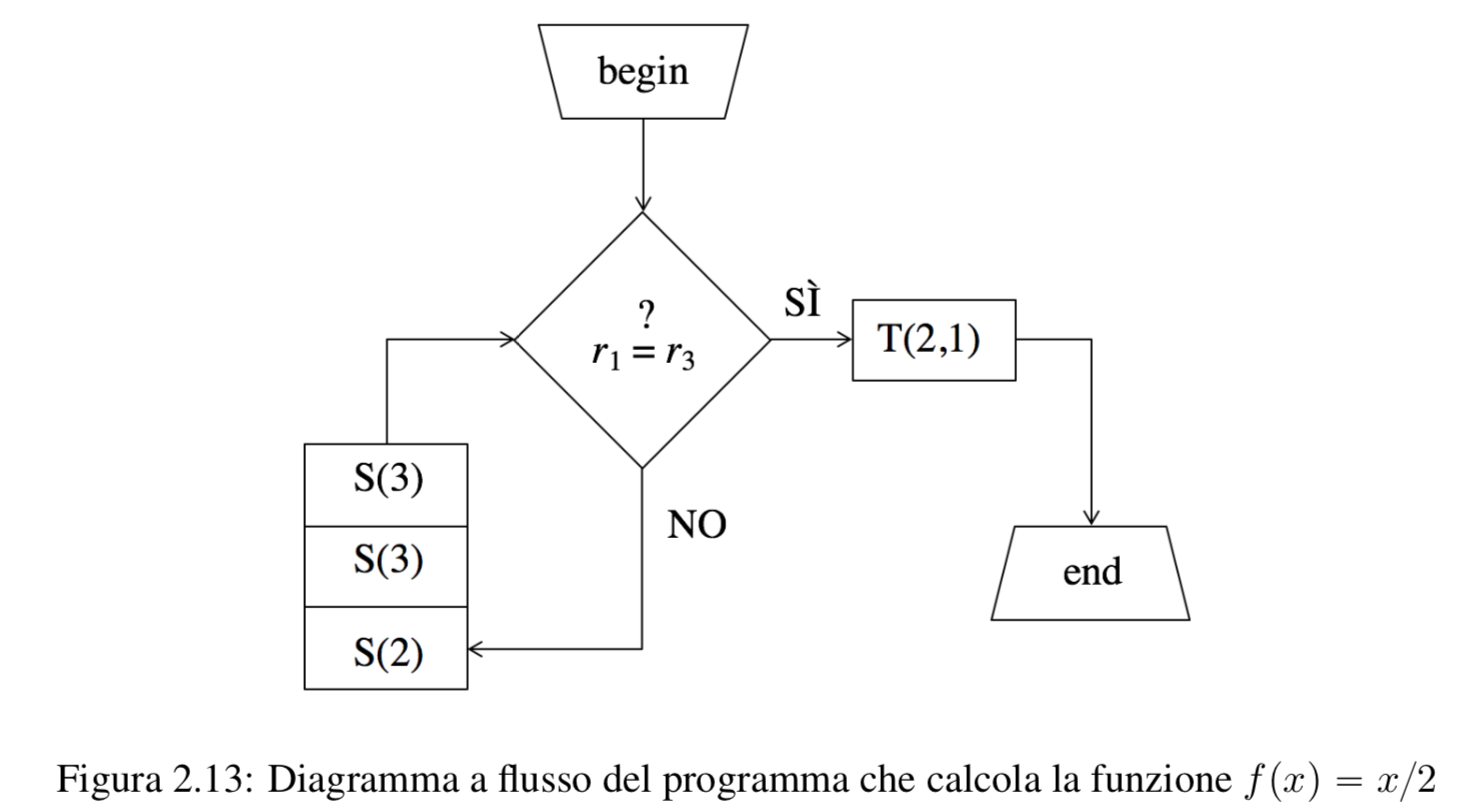 begin
?
r₁ = r₃
SÌ
T(2,1)
S(3)
S(3)
S(2)
NO
end
Figura 2.13: Diagramma a flusso del programma che calcola la funzione f(x) = x/2